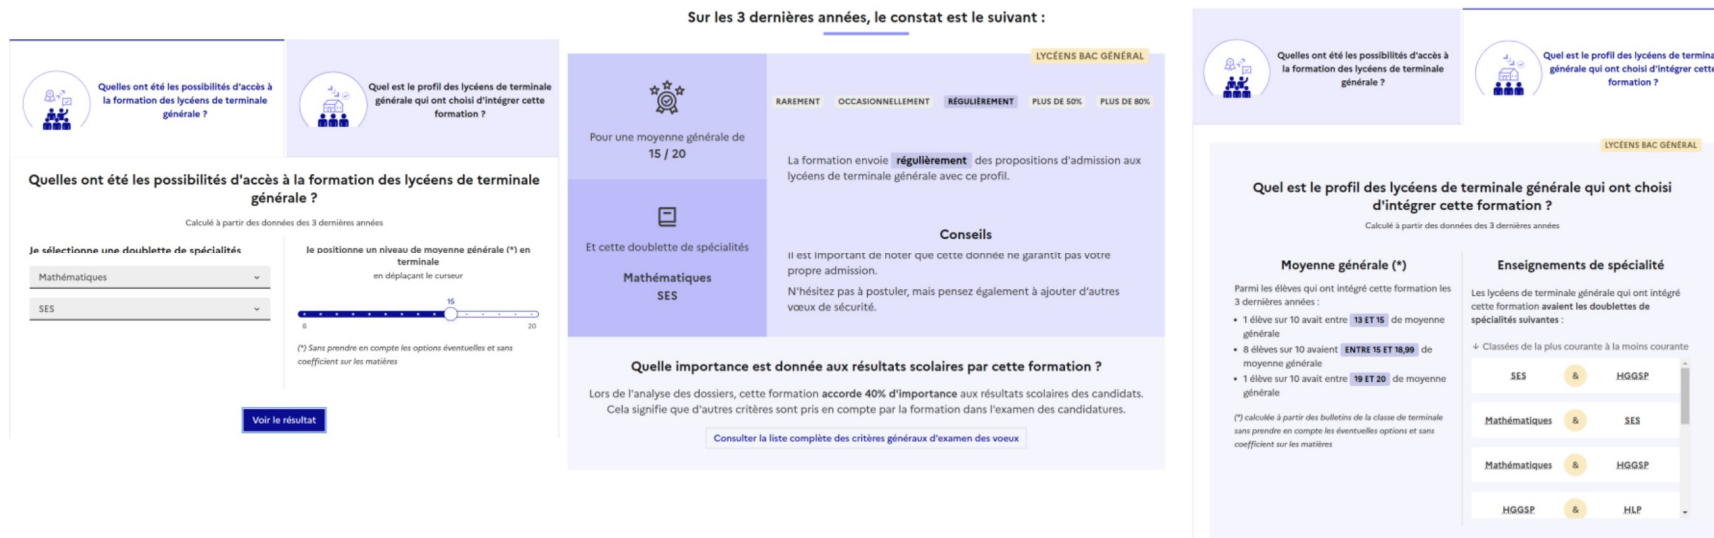 Quelles ont été les possibilités d'accès à
la formation des lycéens de terminale
générale ?
Quel est le profil des lycéens de terminale
générale qui ont choisi d'intégrer cette
formation ?
Quelles ont été les possibilités d'accès à la formation des lycéens de terminale
générale ?
Calculé à partir des données des 3 dernières années
Je sélectionne une doublette de spécialités
Mathématiques
SES
Je positionne un niveau de moyenne générale (*) en
terminale
en déplaçant le curseur
15
6
20
(*) Sans prendre en compte les options éventuelles et sans
coefficient sur les matières
Voir le résultat
Sur les 3 dernières années, le constat est le suivant :
LYCÉENS BAC GÉNÉRAL
Pour une moyenne générale de
15 / 20
Et cette doublette de spécialités
Mathématiques
SES
RAREMENT OCCASIONNELLEMENT RÉGULIÈREMENT PLUS DE 50% PLUS DE 80%
La formation envoie régulièrement des propositions d'admission aux
lycéens de terminale générale avec ce profil.
Conseils
Il est important de noter que cette donnée ne garantit pas votre
propre admission.
N'hésitez pas à postuler, mais pensez également à ajouter d'autres
vœux de sécurité.
Quelle importance est donnée aux résultats scolaires par cette formation ?
Lors de l'analyse des dossiers, cette formation accorde 40% d'importance aux résultats scolaires des candidats.
Cela signifie que d'autres critères sont pris en compte par la formation dans l'examen des candidatures.
Consulter la liste complète des critères généraux d'examen des voeux
Quelles ont été les possibilités d'accès à
la formation des lycéens de terminale
générale ?
Quel est le profil des lycéens de termina
générale qui ont choisi d'intégrer cette
formation ?
LYCÉENS BAC GÉNÉRAL
Quel est le profil des lycéens de terminale générale qui ont choisi
d'intégrer cette formation ?
Calculé à partir des données des 3 dernières années
Moyenne générale (*)
Parmi les élèves qui ont intégré cette formation les
3 dernières années :
• 1 élève sur 10 avait entre 13 ET 15 de moyenne
générale
• 8 élèves sur 10 avaient ENTRE 15 ET 18,99 de
moyenne générale
• 1 élève sur 10 avait entre 19 ET 20 de moyenne
générale
(*) calculée à partir des bulletins de la classe de terminale
sans prendre en compte les éventuelles options et sans
coefficient sur les matières
Enseignements de spécialité
Les lycéens de terminale générale qui ont intégré
cette formation avaient les doublettes de
spécialités suivantes :
↓ Classées de la plus courante à la moins courante
SES & HGGSP
Mathématiques & SES
Mathématiques & HGGSP
HGGSP & HLP